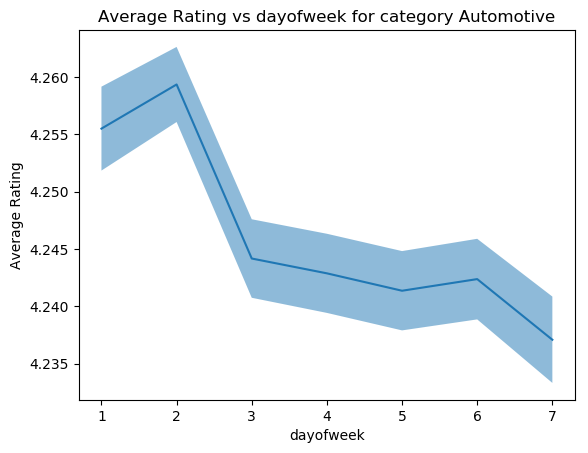 Average Rating vs dayofweek for category Automotive
4.260
4.255
4.250
4.245
4.240
4.235
Average Rating
1 2 3 4 5 6 7
dayofweek